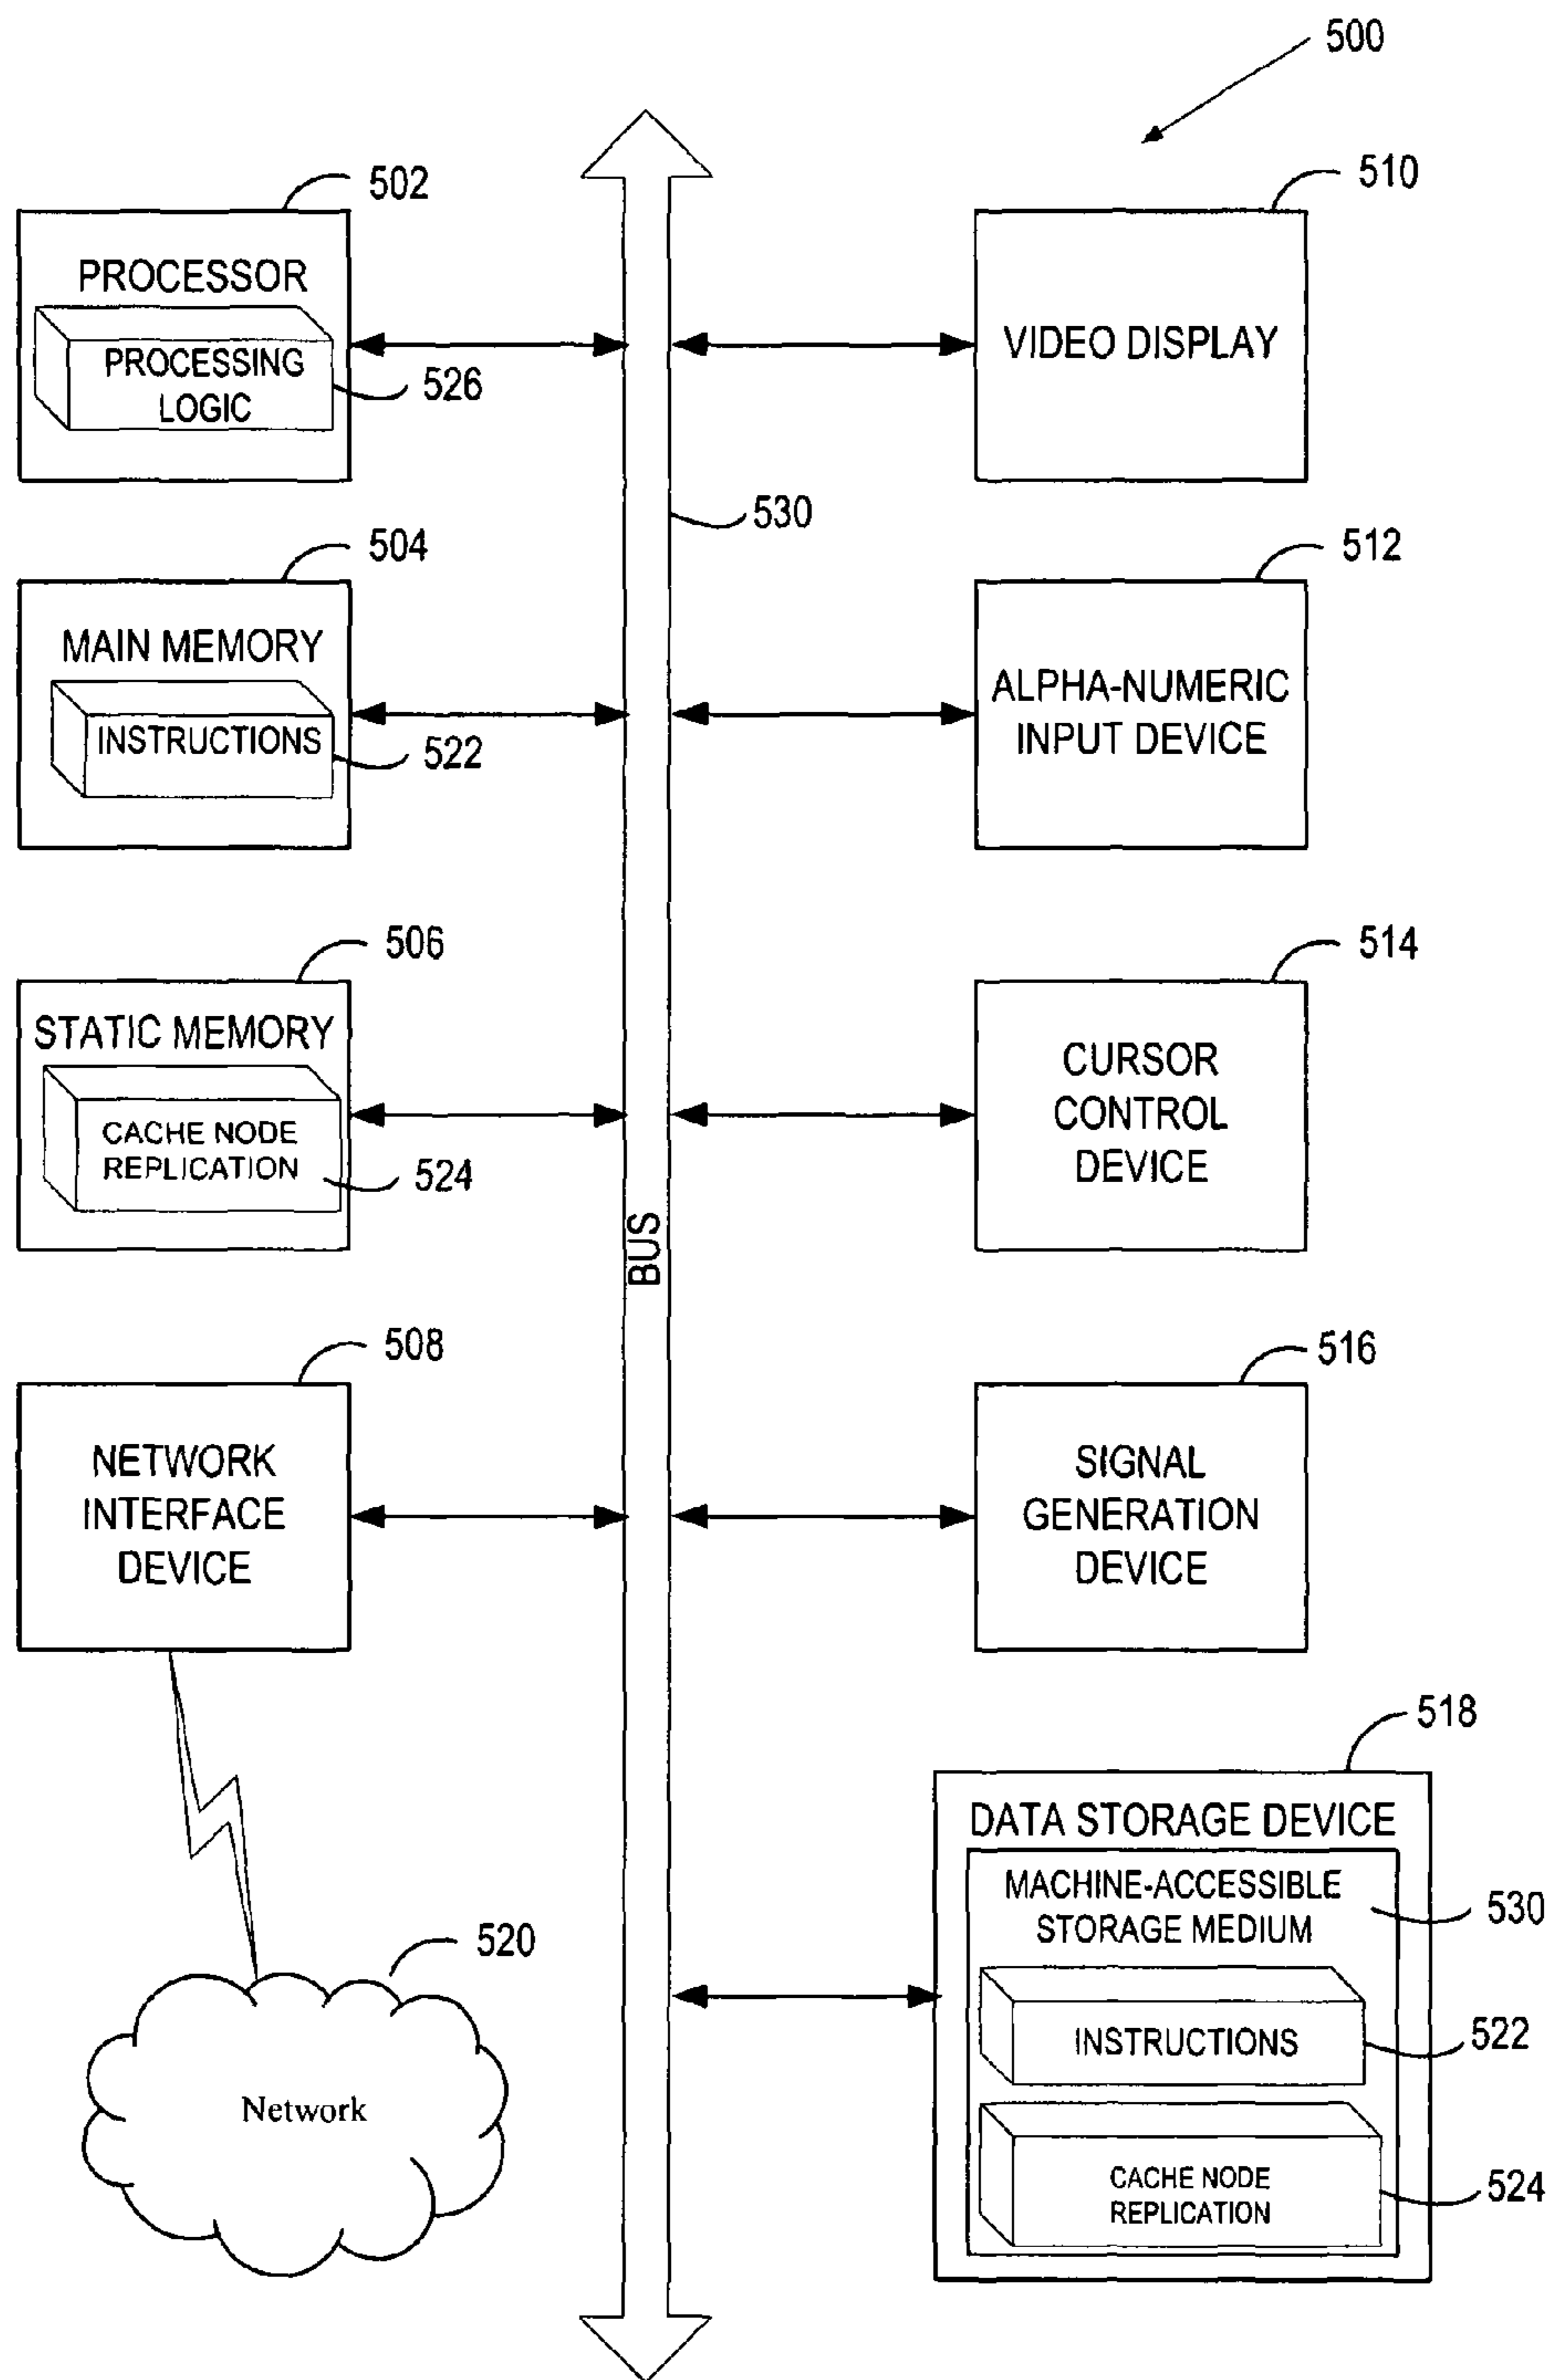 500
502
PROCESSOR
PROCESSING
LOGIC
526
510
VIDEO DISPLAY
530
504
MAIN MEMORY
INSTRUCTIONS
522
512
ALPHA-NUMERIC
INPUT DEVICE
506
STATIC MEMORY
CACHE NODE
REPLICATION
524
514
CURSOR
CONTROL
DEVICE
BUS
508
NETWORK
INTERFACE
DEVICE
516
SIGNAL
GENERATION
DEVICE
518
DATA STORAGE DEVICE
MACHINE-ACCESSIBLE
STORAGE MEDIUM
530
INSTRUCTIONS
522
CACHE NODE
REPLICATION
524
520
Network